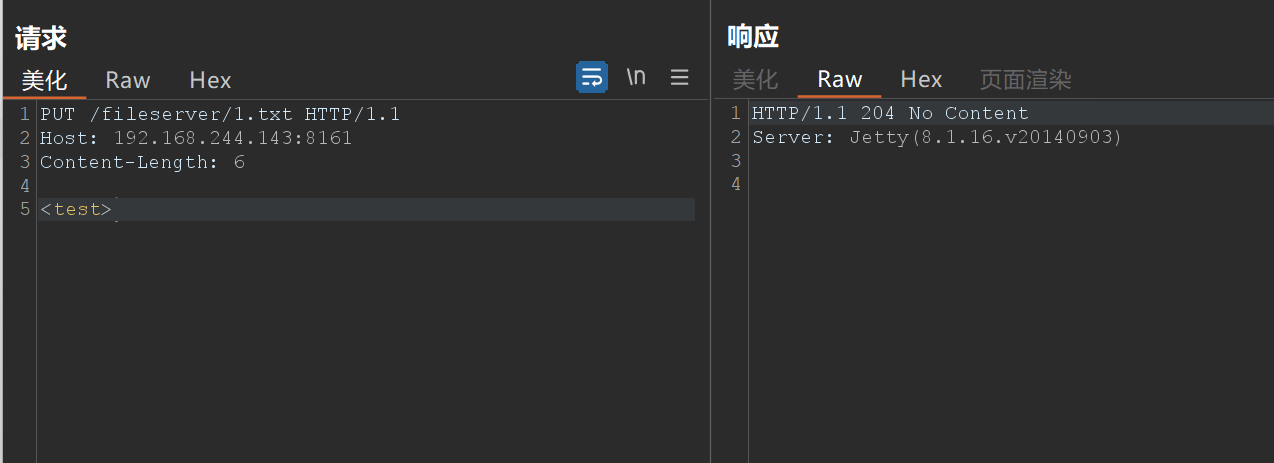 请求
美化 Raw Hex \n
1 PUT /fileserver/1.txt HTTP/1.1
2 Host: 192.168.244.143:8161
3 Content-Length: 6
4
5 <test>
响应
美化 Raw Hex 页面渲染
1 HTTP/1.1 204 No Content
2 Server: Jetty(8.1.16.v20140903)
3
4